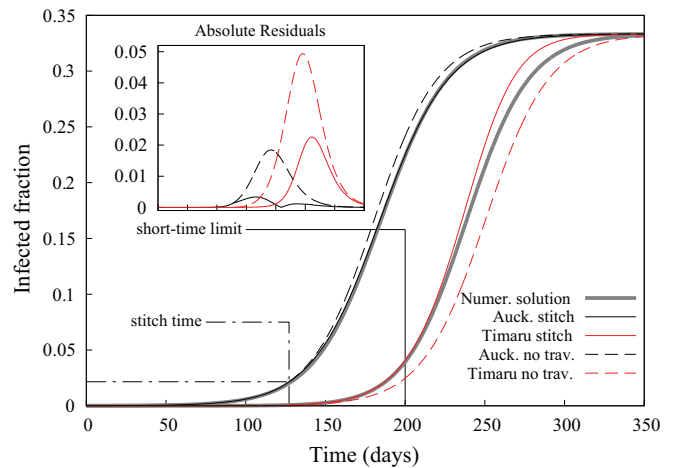 0.35
0.3
0.25
0.2
0.15
0.1
0.05
0
Infected fraction
Absolute Residuals
0.05
0.04
0.03
0.02
0.01
0
short-time limit
stitch time
Numer. solution
Auck. stitch
Timaru stitch
Auck. no trav.
Timaru no trav.
0 50 100 150 200 250 300 350
Time (days)